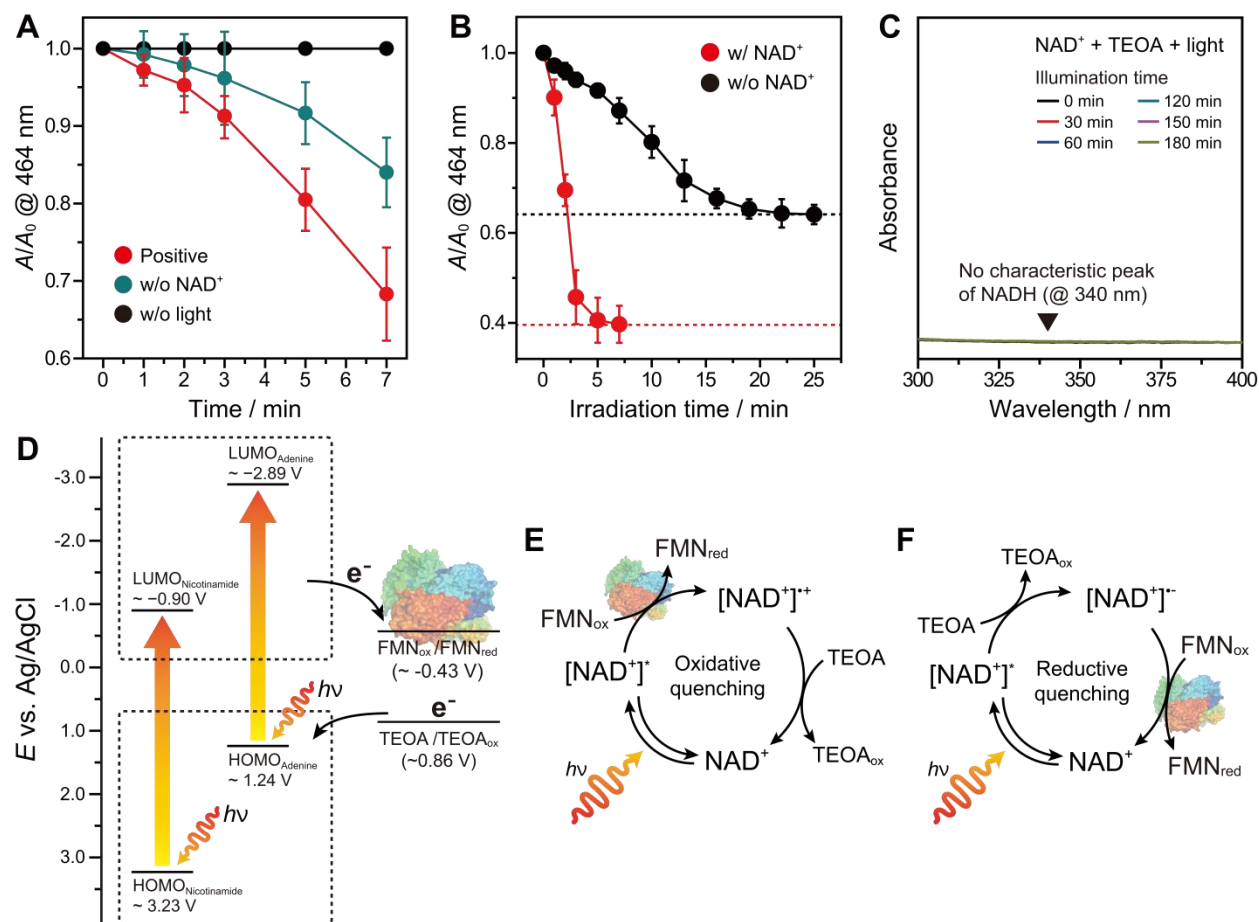 A
A/A0 @ 464 nm
1.0
0.9
0.8
0.7
0.6
Positive
w/o NAD⁺
w/o light
0 1 2 3 4 5 6 7
Time / min
B
A/A0 @ 464 nm
1.0
0.8
0.6
0.4
w/ NAD⁺
w/o NAD⁺
0 5 10 15 20 25
Irradiation time / min
C
Absorbance
NAD⁺ + TEOA + light
Illumination time
0 min 120 min
30 min 150 min
60 min 180 min
No characteristic peak
of NADH (@ 340 nm)
300 325 350 375 400
Wavelength / nm
D
E vs. Ag/AgCl
-3.0
-2.0
-1.0
0.0
1.0
2.0
3.0
LUMOAdenine
~ −2.89 V
LUMONicotinamide
~ −0.90 V
e⁻
FMNox/FMNred
(~ -0.43 V)
hν
e⁻
TEOA/TEOAox
(~0.86 V)
HOMOAdenine
~ 1.24 V
hν
HOMONicotinamide
~ 3.23 V
E
FMNred
[NAD⁺]•⁺
FMNox
TEOA
[NAD⁺]*
Oxidative
quenching
hν
NAD⁺
TEOAox
F
TEOAox
[NAD⁺]•-
TEOA
FMNox
[NAD⁺]*
Reductive
quenching
hν
NAD⁺
FMNred